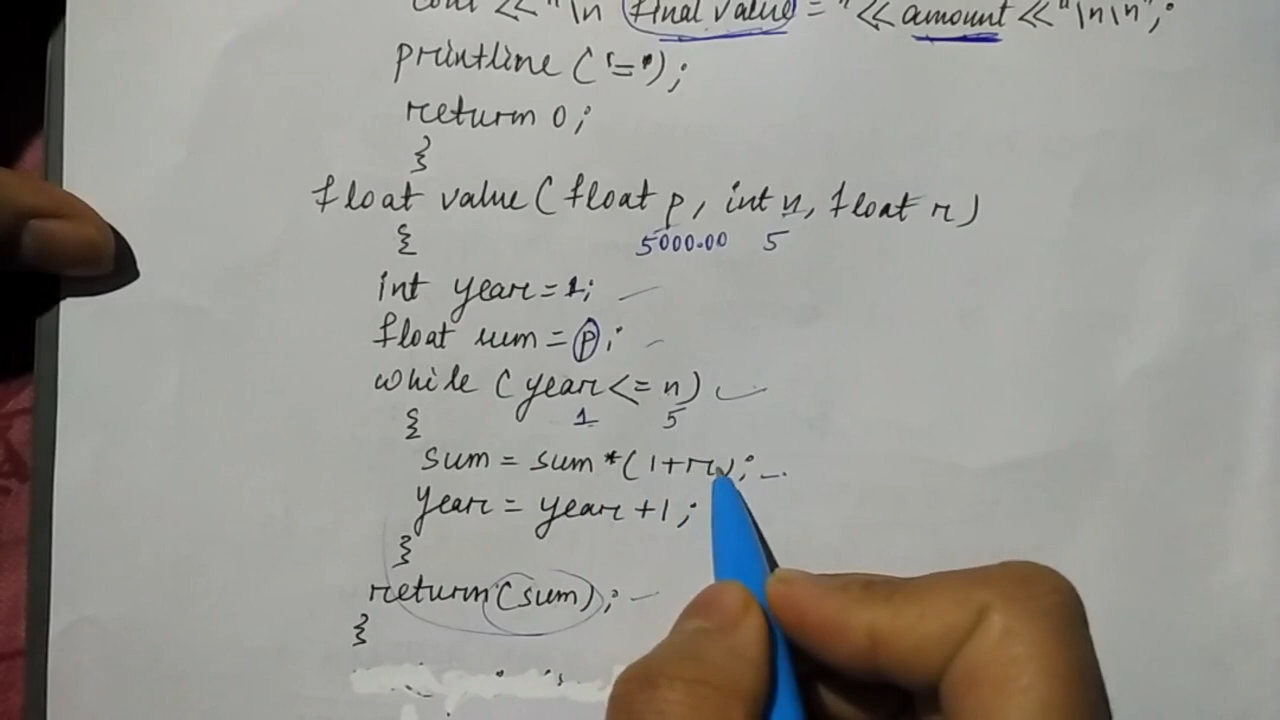 cout <<"\n final value = "<< amount <<"\n\n";
printline ('=');
return 0;
}
float value (float p, int n, float r)
{ 5000.00 5
int year = 1;
float sum = p;
while (year <= n)
{ 1 5
sum = sum * (1+r);
year = year +1;
}
return (sum);
}